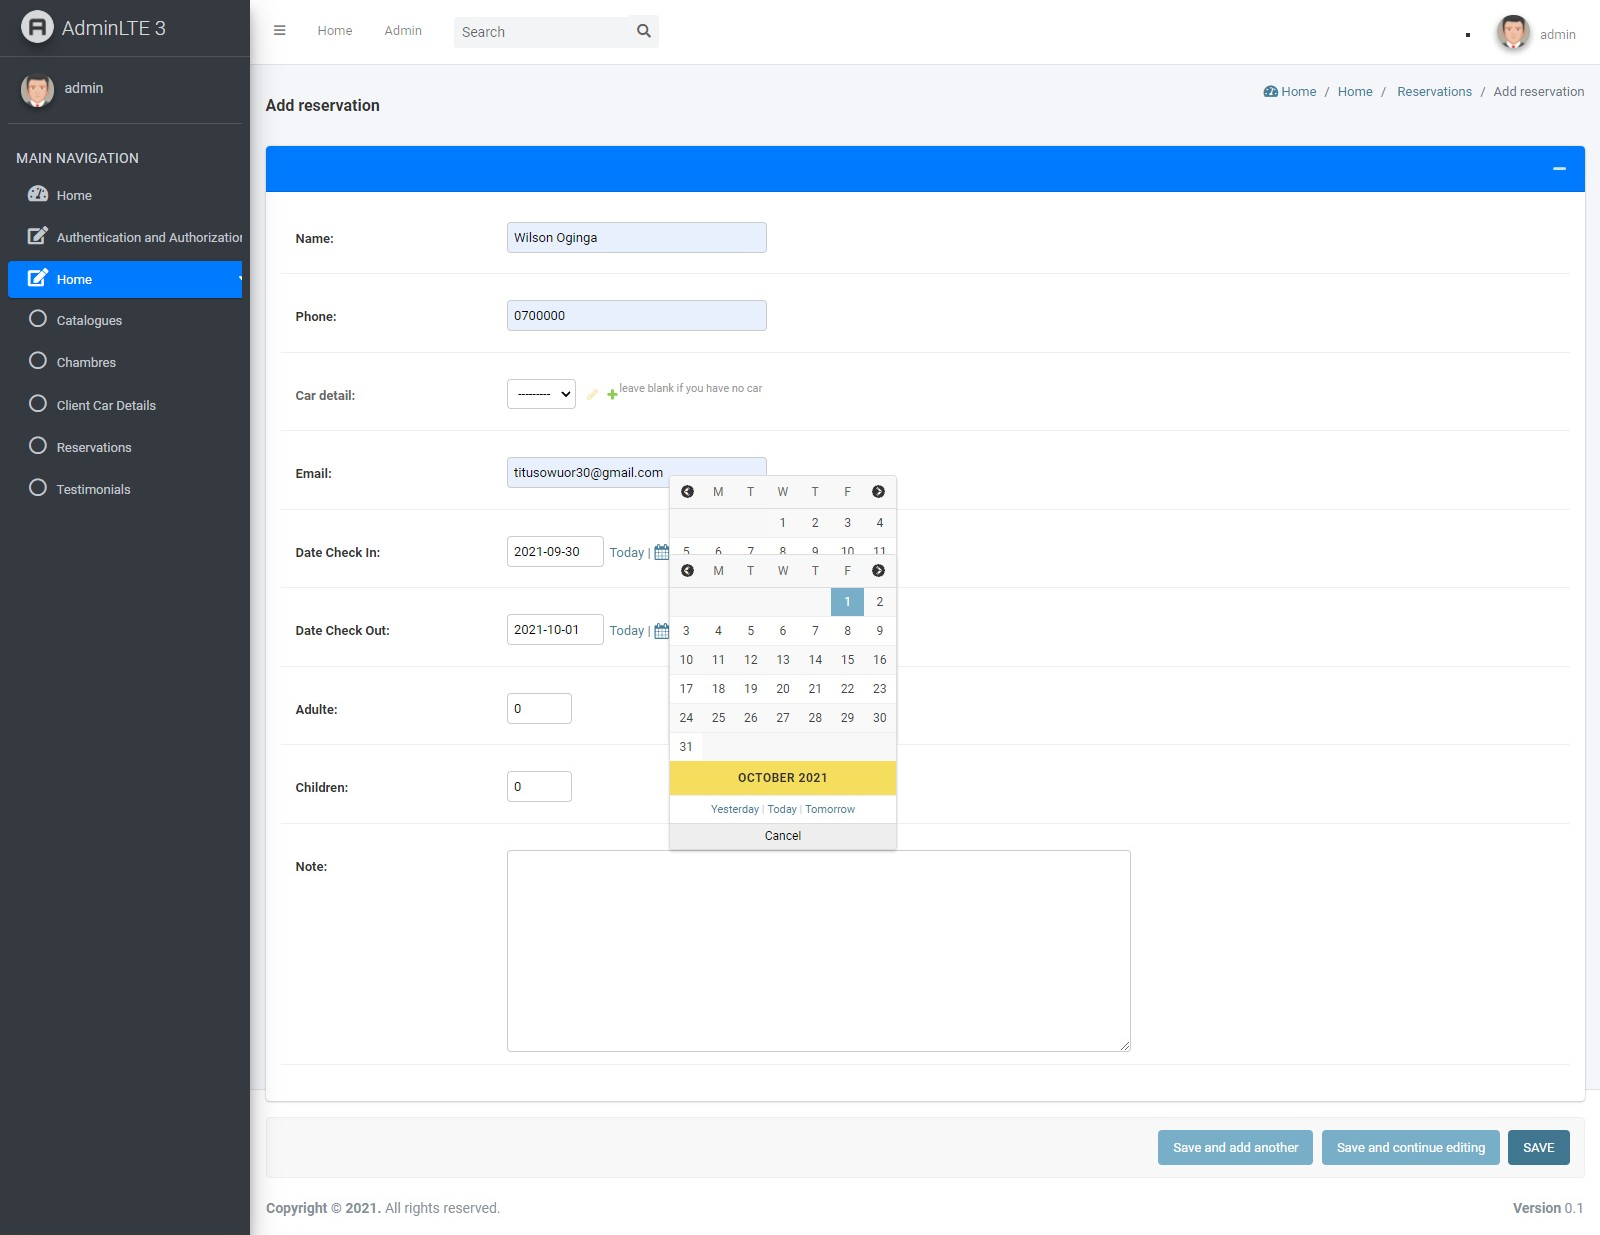 AdminLTE 3
admin
MAIN NAVIGATION
Home
Authentication and Authorization
Home
Catalogues
Chambres
Client Car Details
Reservations
Testimonials
Home Admin Search admin
Add reservation
Home / Home / Reservations / Add reservation
Name: Wilson Oginga
Phone: 0700000
Car detail: --------- leave blank if you have no car
Email: titusowuor30@gmail.com
Date Check In: 2021-09-30 Today |
Date Check Out: 2021-10-01 Today |
Adulte: 0
Children: 0
Note:
M T W T F
1 2 3 4
5 6 7 8 9 10 11
M T W T F
1 2
3 4 5 6 7 8 9
10 11 12 13 14 15 16
17 18 19 20 21 22 23
24 25 26 27 28 29 30
31
OCTOBER 2021
Yesterday | Today | Tomorrow
Cancel
Save and add another Save and continue editing SAVE
Copyright © 2021. All rights reserved. Version 0.1